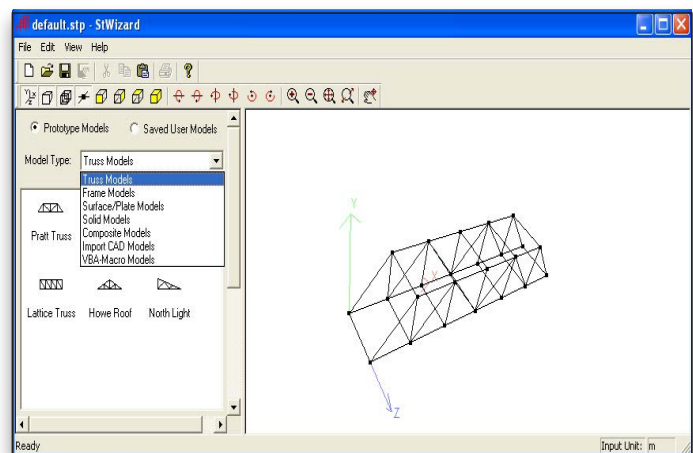 default.stp - StWizard
File Edit View Help
Prototype Models Saved User Models
Model Type: Truss Models
Truss Models
Frame Models
Surface/Plate Models
Solid Models
Composite Models
Import CAD Models
VBA-Macro Models
Pratt Truss
Lattice Truss Howe Roof North Light
Y
X
Z
Ready Input Unit: m